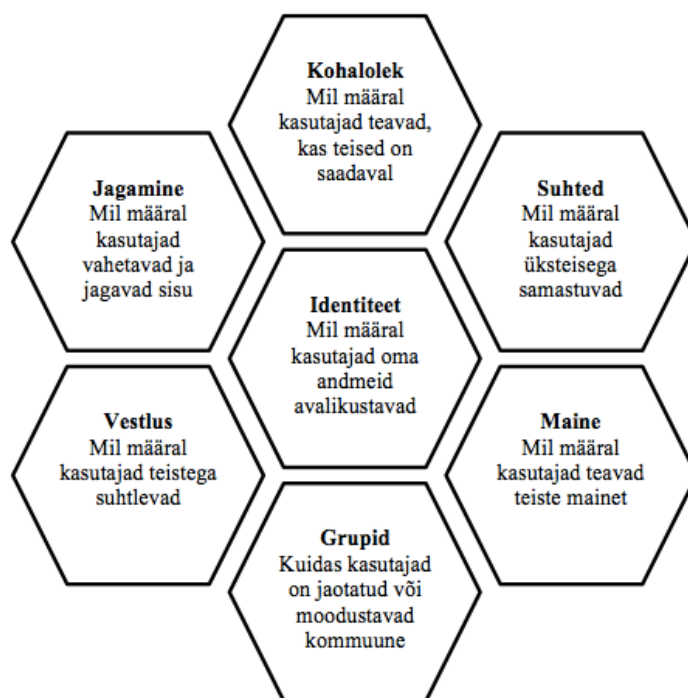 Kohalolek
Mil määral
kasutajad teavad,
kas teised on
saadaval
Jagamine
Mil määral
kasutajad
vahetavad ja
jagavad sisu
Suhted
Mil määral
kasutajad
üksteisega
samastuvad
Identiteet
Mil määral
kasutajad oma
andmeid
avalikustavad
Vestlus
Mil määral
kasutajad teistega
suhtlevad
Maine
Mil määral
kasutajad teavad
teiste mainet
Grupid
Kuidas kasutajad
on jaotatud või
moodustavad
kommuune